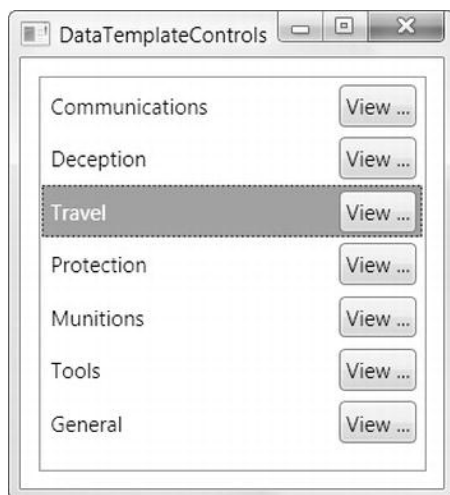 DataTemplateControls
Communications View ...
Deception View ...
Travel View ...
Protection View ...
Munitions View ...
Tools View ...
General View ...